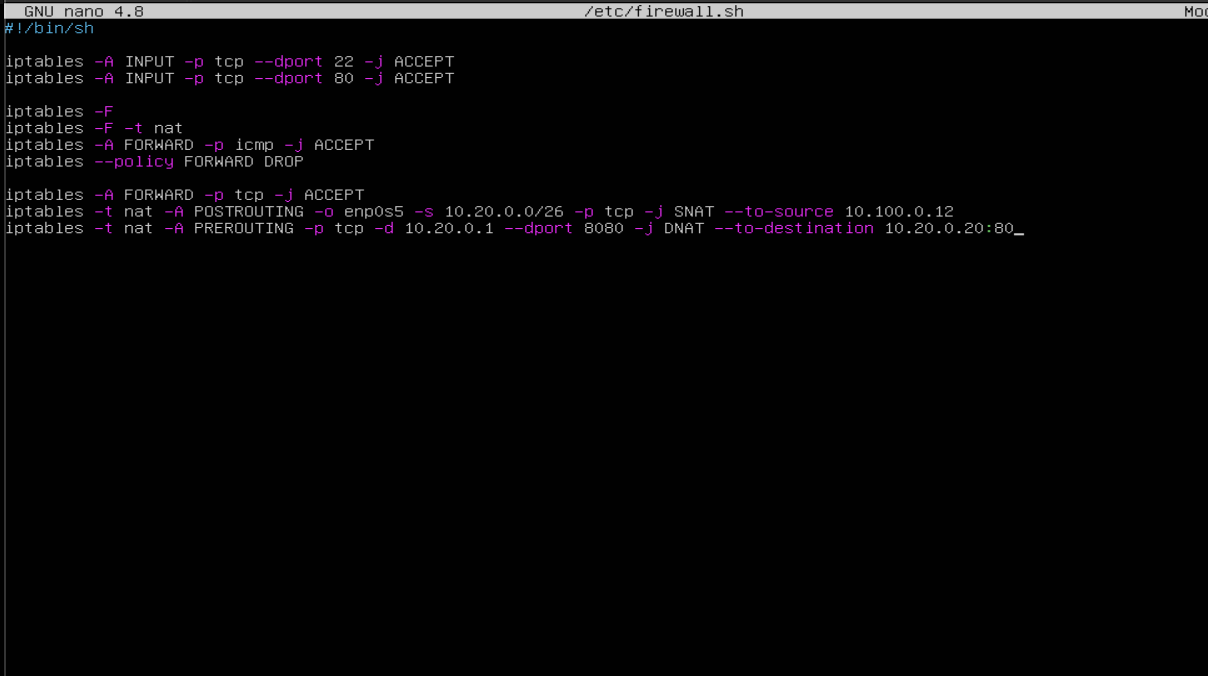 GNU nano 4.8 /etc/firewall.sh
#!/bin/sh
iptables -A INPUT -p tcp --dport 22 -j ACCEPT
iptables -A INPUT -p tcp --dport 80 -j ACCEPT
iptables -F
iptables -F -t nat
iptables -A FORWARD -p icmp -j ACCEPT
iptables --policy FORWARD DROP
iptables -A FORWARD -p tcp -j ACCEPT
iptables -t nat -A POSTROUTING -o enp0s5 -s 10.20.0.0/26 -p tcp -j SNAT --to-source 10.100.0.12
iptables -t nat -A PREROUTING -p tcp -d 10.20.0.1 --dport 8080 -j DNAT --to-destination 10.20.0.20:80